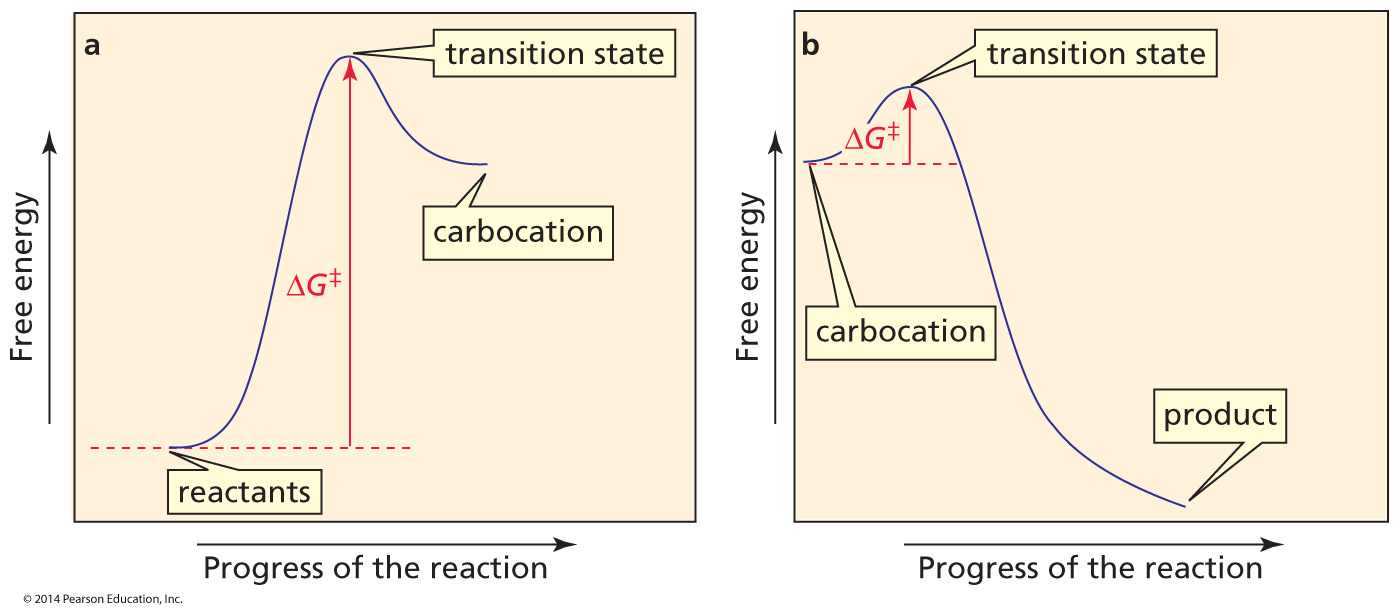 a
transition state
carbocation
ΔG‡
reactants
Free energy
Progress of the reaction
b
transition state
ΔG‡
carbocation
product
Free energy
Progress of the reaction
© 2014 Pearson Education, Inc.